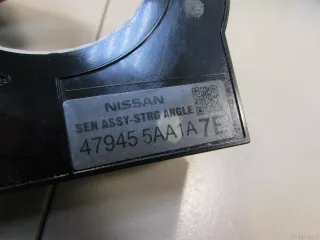 NISSAN
SEN ASSY-STRG ANGLE
47945 5AA1A 7E